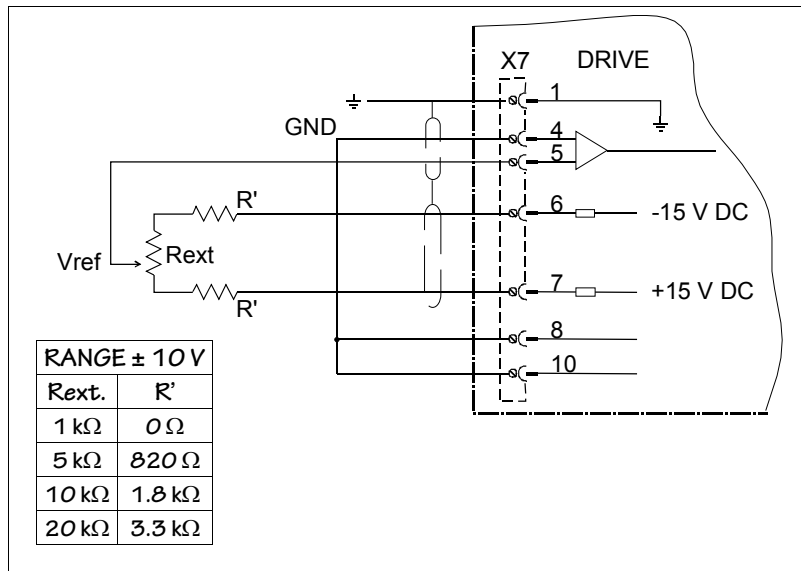 X7 DRIVE
1
GND 4
5
R' 6 -15 V DC
Vref Rext
7 +15 V DC
R'
8
10
RANGE ± 10 V
Rext. R'
1 kΩ 0 Ω
5 kΩ 820 Ω
10 kΩ 1.8 kΩ
20 kΩ 3.3 kΩ